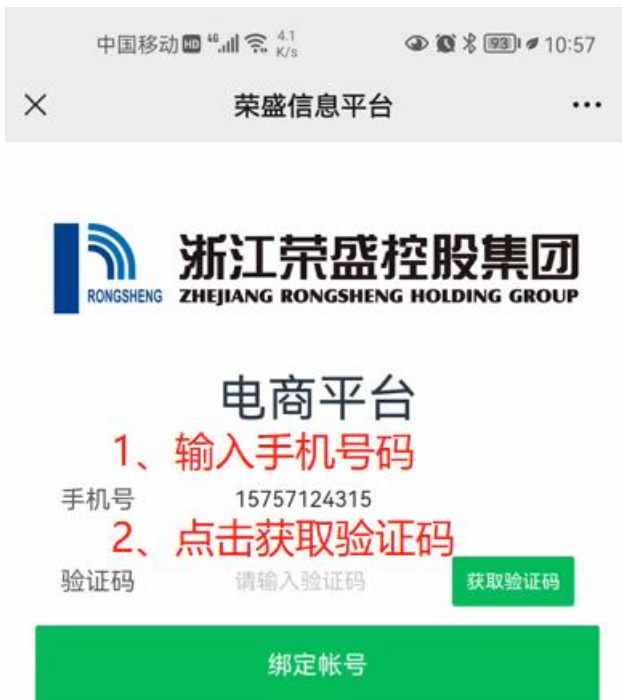 中国移动 HD 4G 4.1 K/s 93 10:57
荣盛信息平台
浙江荣盛控股集团
RONGSHENG ZHEJIANG RONGSHENG HOLDING GROUP
电商平台
1、输入手机号码
手机号 15757124315
2、点击获取验证码
验证码 请输入验证码 获取验证码
绑定帐号